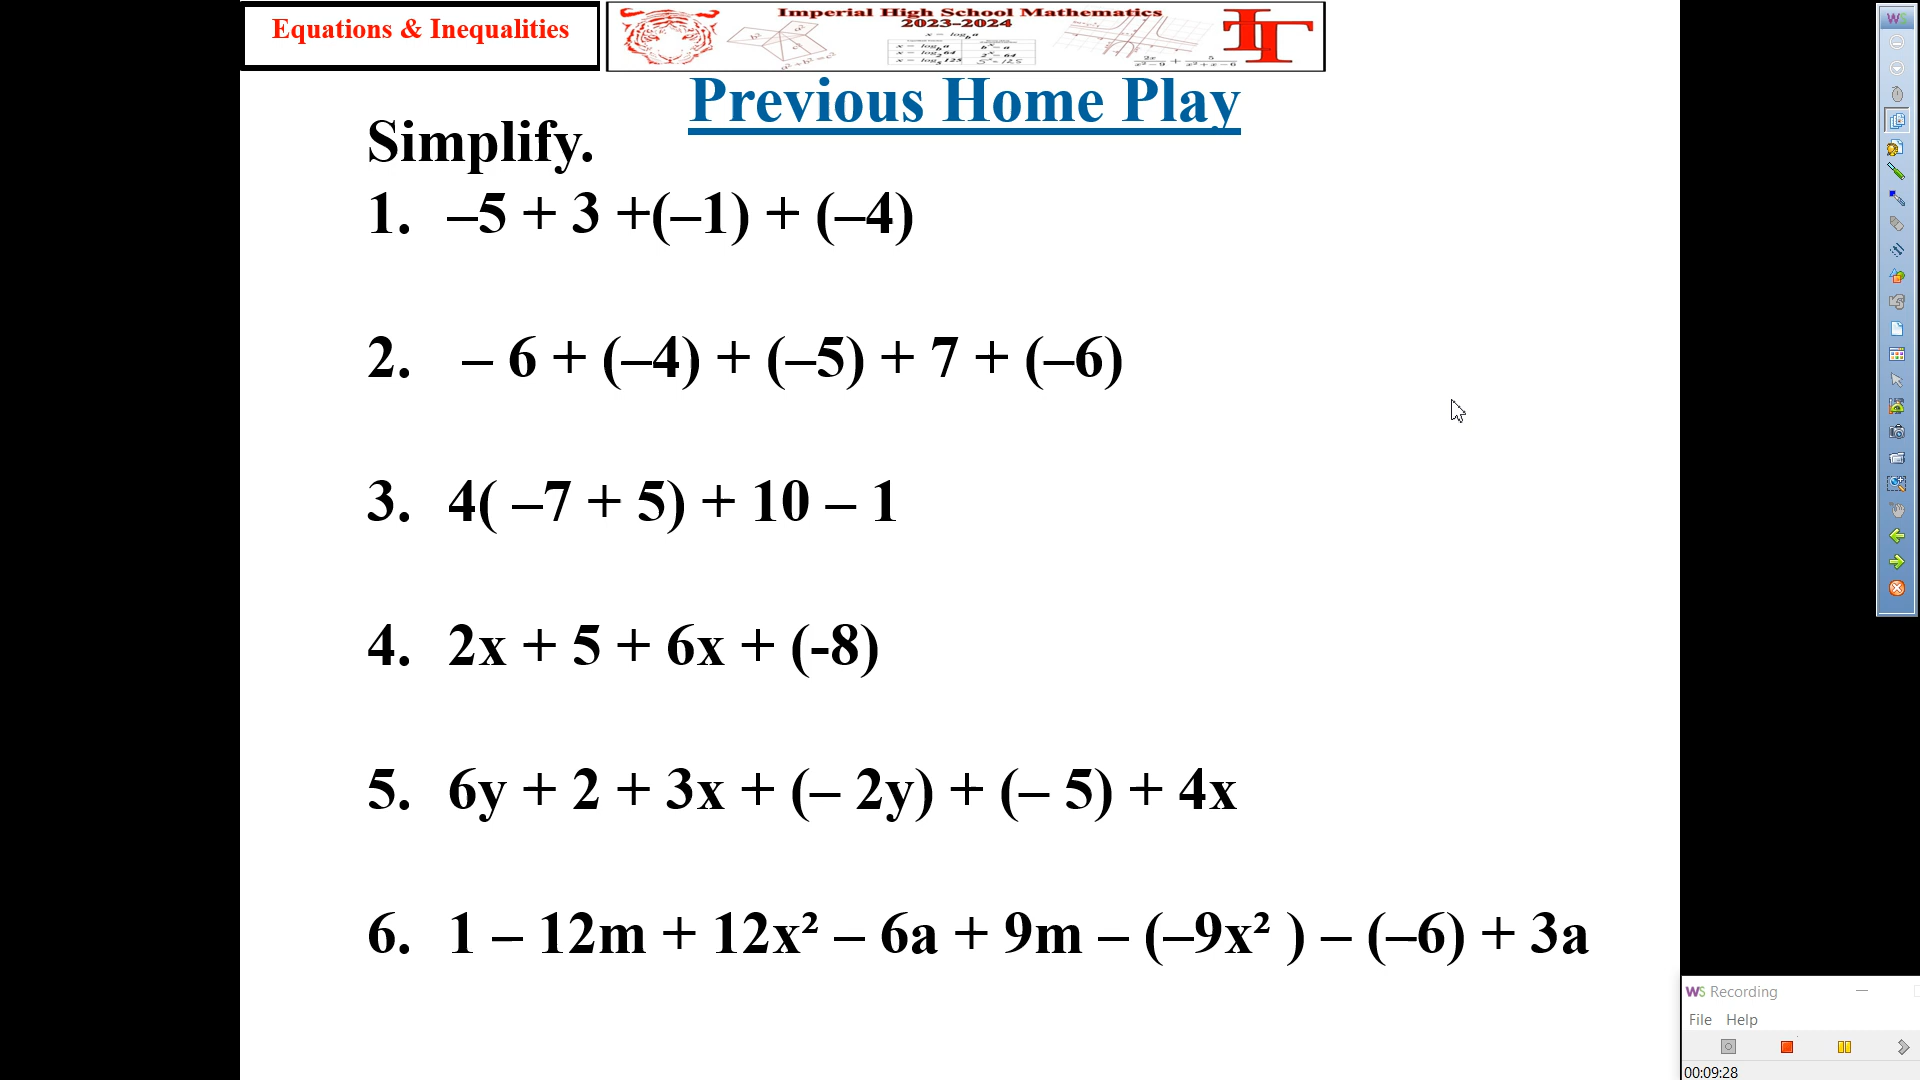 Equations & Inequalities
Imperial High School Mathematics
2023-2024
Previous Home Play
Simplify.
1. –5 + 3 +(–1) + (–4)
2. – 6 + (–4) + (–5) + 7 + (–6)
3. 4( –7 + 5) + 10 – 1
4. 2x + 5 + 6x + (-8)
5. 6y + 2 + 3x + (– 2y) + (– 5) + 4x
6. 1 – 12m + 12x² – 6a + 9m – (–9x² ) – (–6) + 3a
WS Recording
File Help
00:09:28